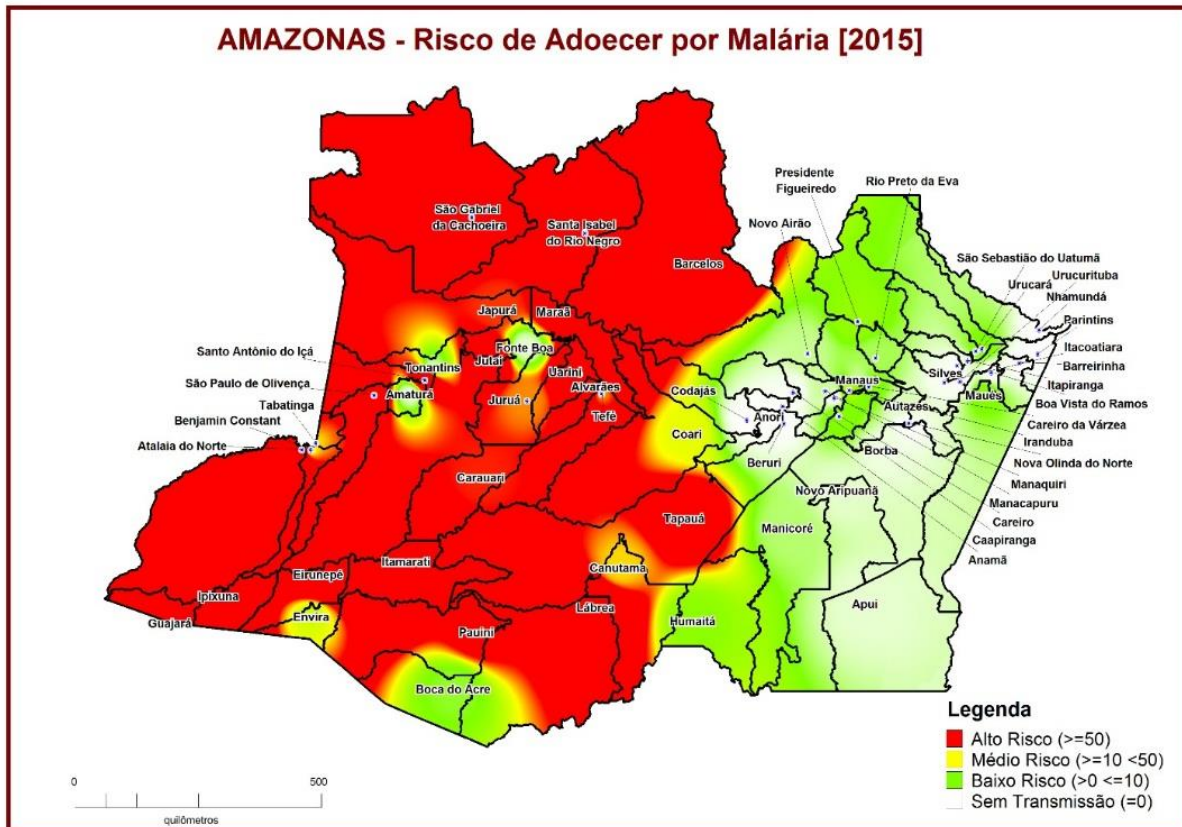 AMAZONAS - Risco de Adoecer por Malária [2015]
Presidente
Figueiredo
Rio Preto da Eva
Novo Airão
São Gabriel
da Cachoeira
Santa Isabel
do Rio Negro
Barcelos
São Sebastião do Uatumã
Urucurituba
Urucará
Nhamundá
Parintins
Japurá
Maraã
Santo Antônio do Içá
Tonantins
Jutaí
Fonte Boa
Uarini
Itacoatiara
Silves
Barreirinha
São Paulo de Olivença
Amaturá
Juruá
Alvarães
Codajás
Manaus
Maués
Itapiranga
Tabatinga
Tefé
Autazes
Boa Vista do Ramos
Benjamin Constant
Anori
Careiro da Várzea
Atalaia do Norte
Coari
Borba
Iranduba
Beruri
Nova Olinda do Norte
Carauari
Novo Aripuanã
Manaquiri
Manacapuru
Tapauá
Manicoré
Careiro
Caapiranga
Itamarati
Canutama
Anamã
Eirunepé
Ipixuna
Lábrea
Apui
Guajará
Envira
Pauini
Humaitá
Boca do Acre
Legenda
Alto Risco (>=50)
Médio Risco (>=10 <50)
Baixo Risco (>0 <=10)
Sem Transmissão (=0)
0
500
quilômetros